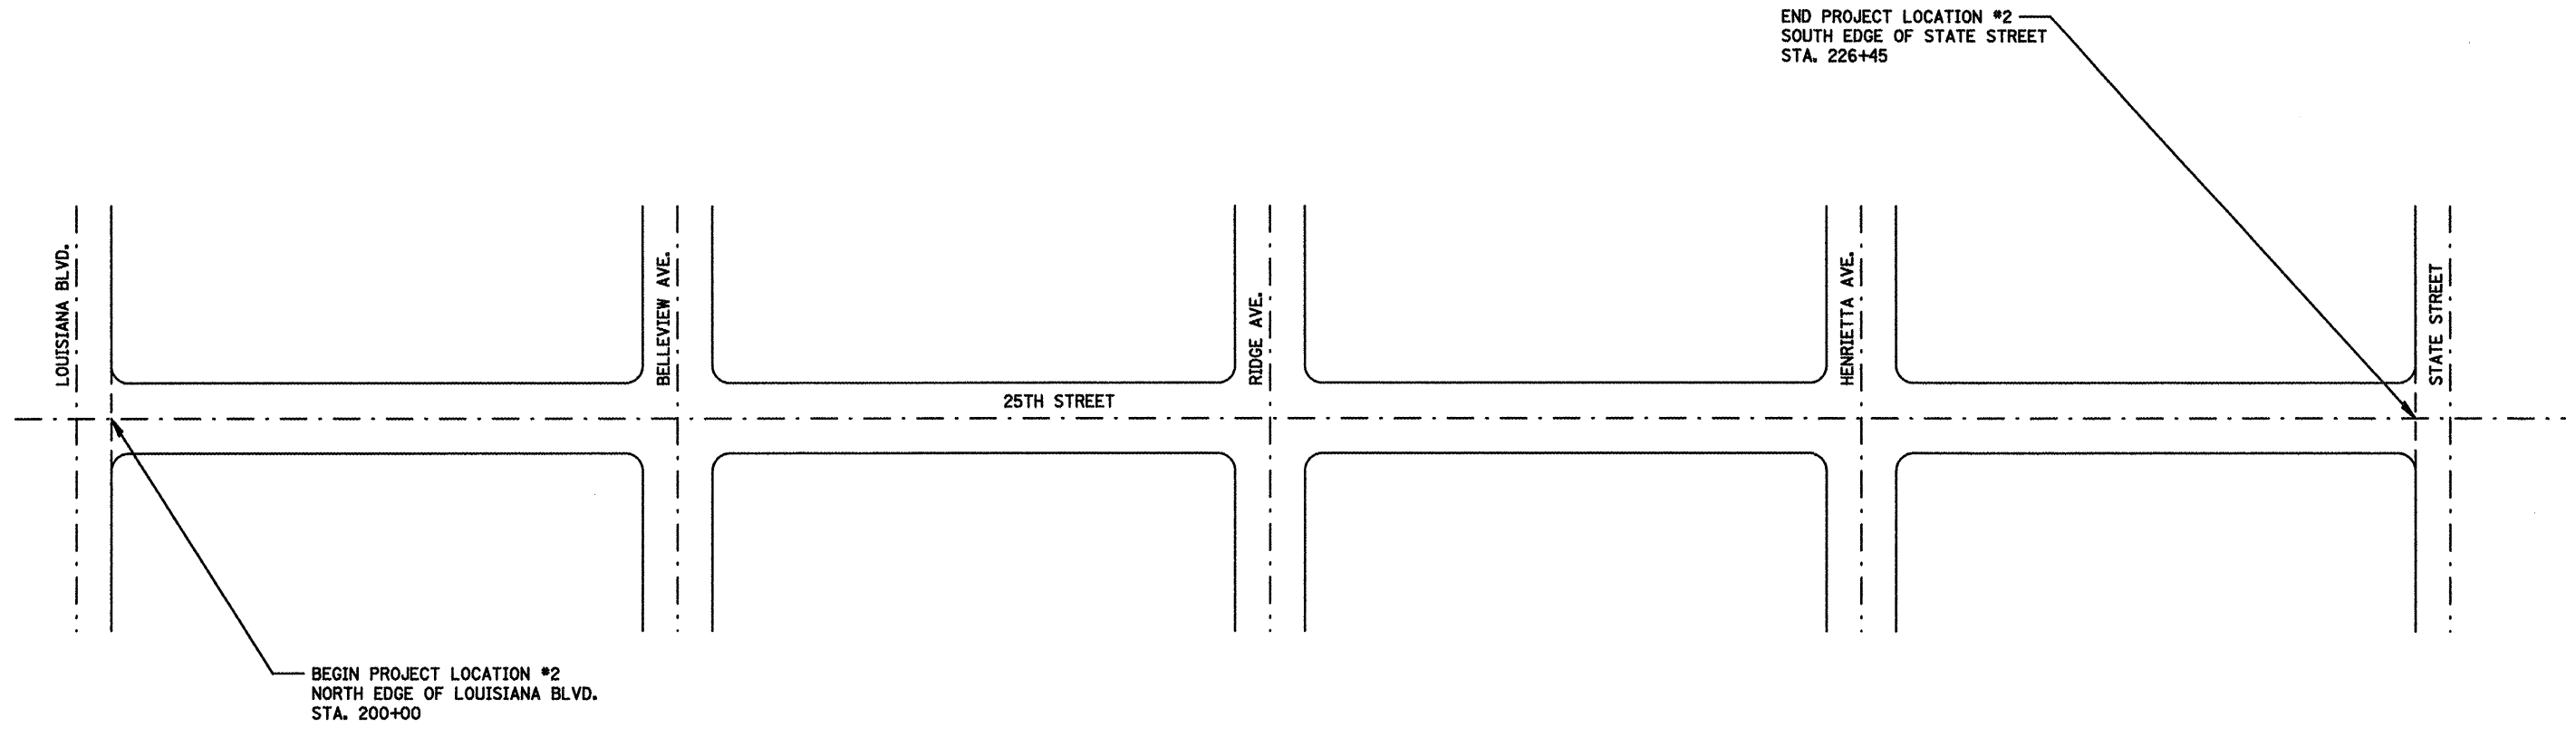 END PROJECT LOCATION #2
SOUTH EDGE OF STATE STREET
STA. 226+45
LOUISIANA BLVD.
BELLEVIEW AVE.
RIDGE AVE.
HENRIETTA AVE.
STATE STREET
25TH STREET
BEGIN PROJECT LOCATION #2
NORTH EDGE OF LOUISIANA BLVD.
STA. 200+00